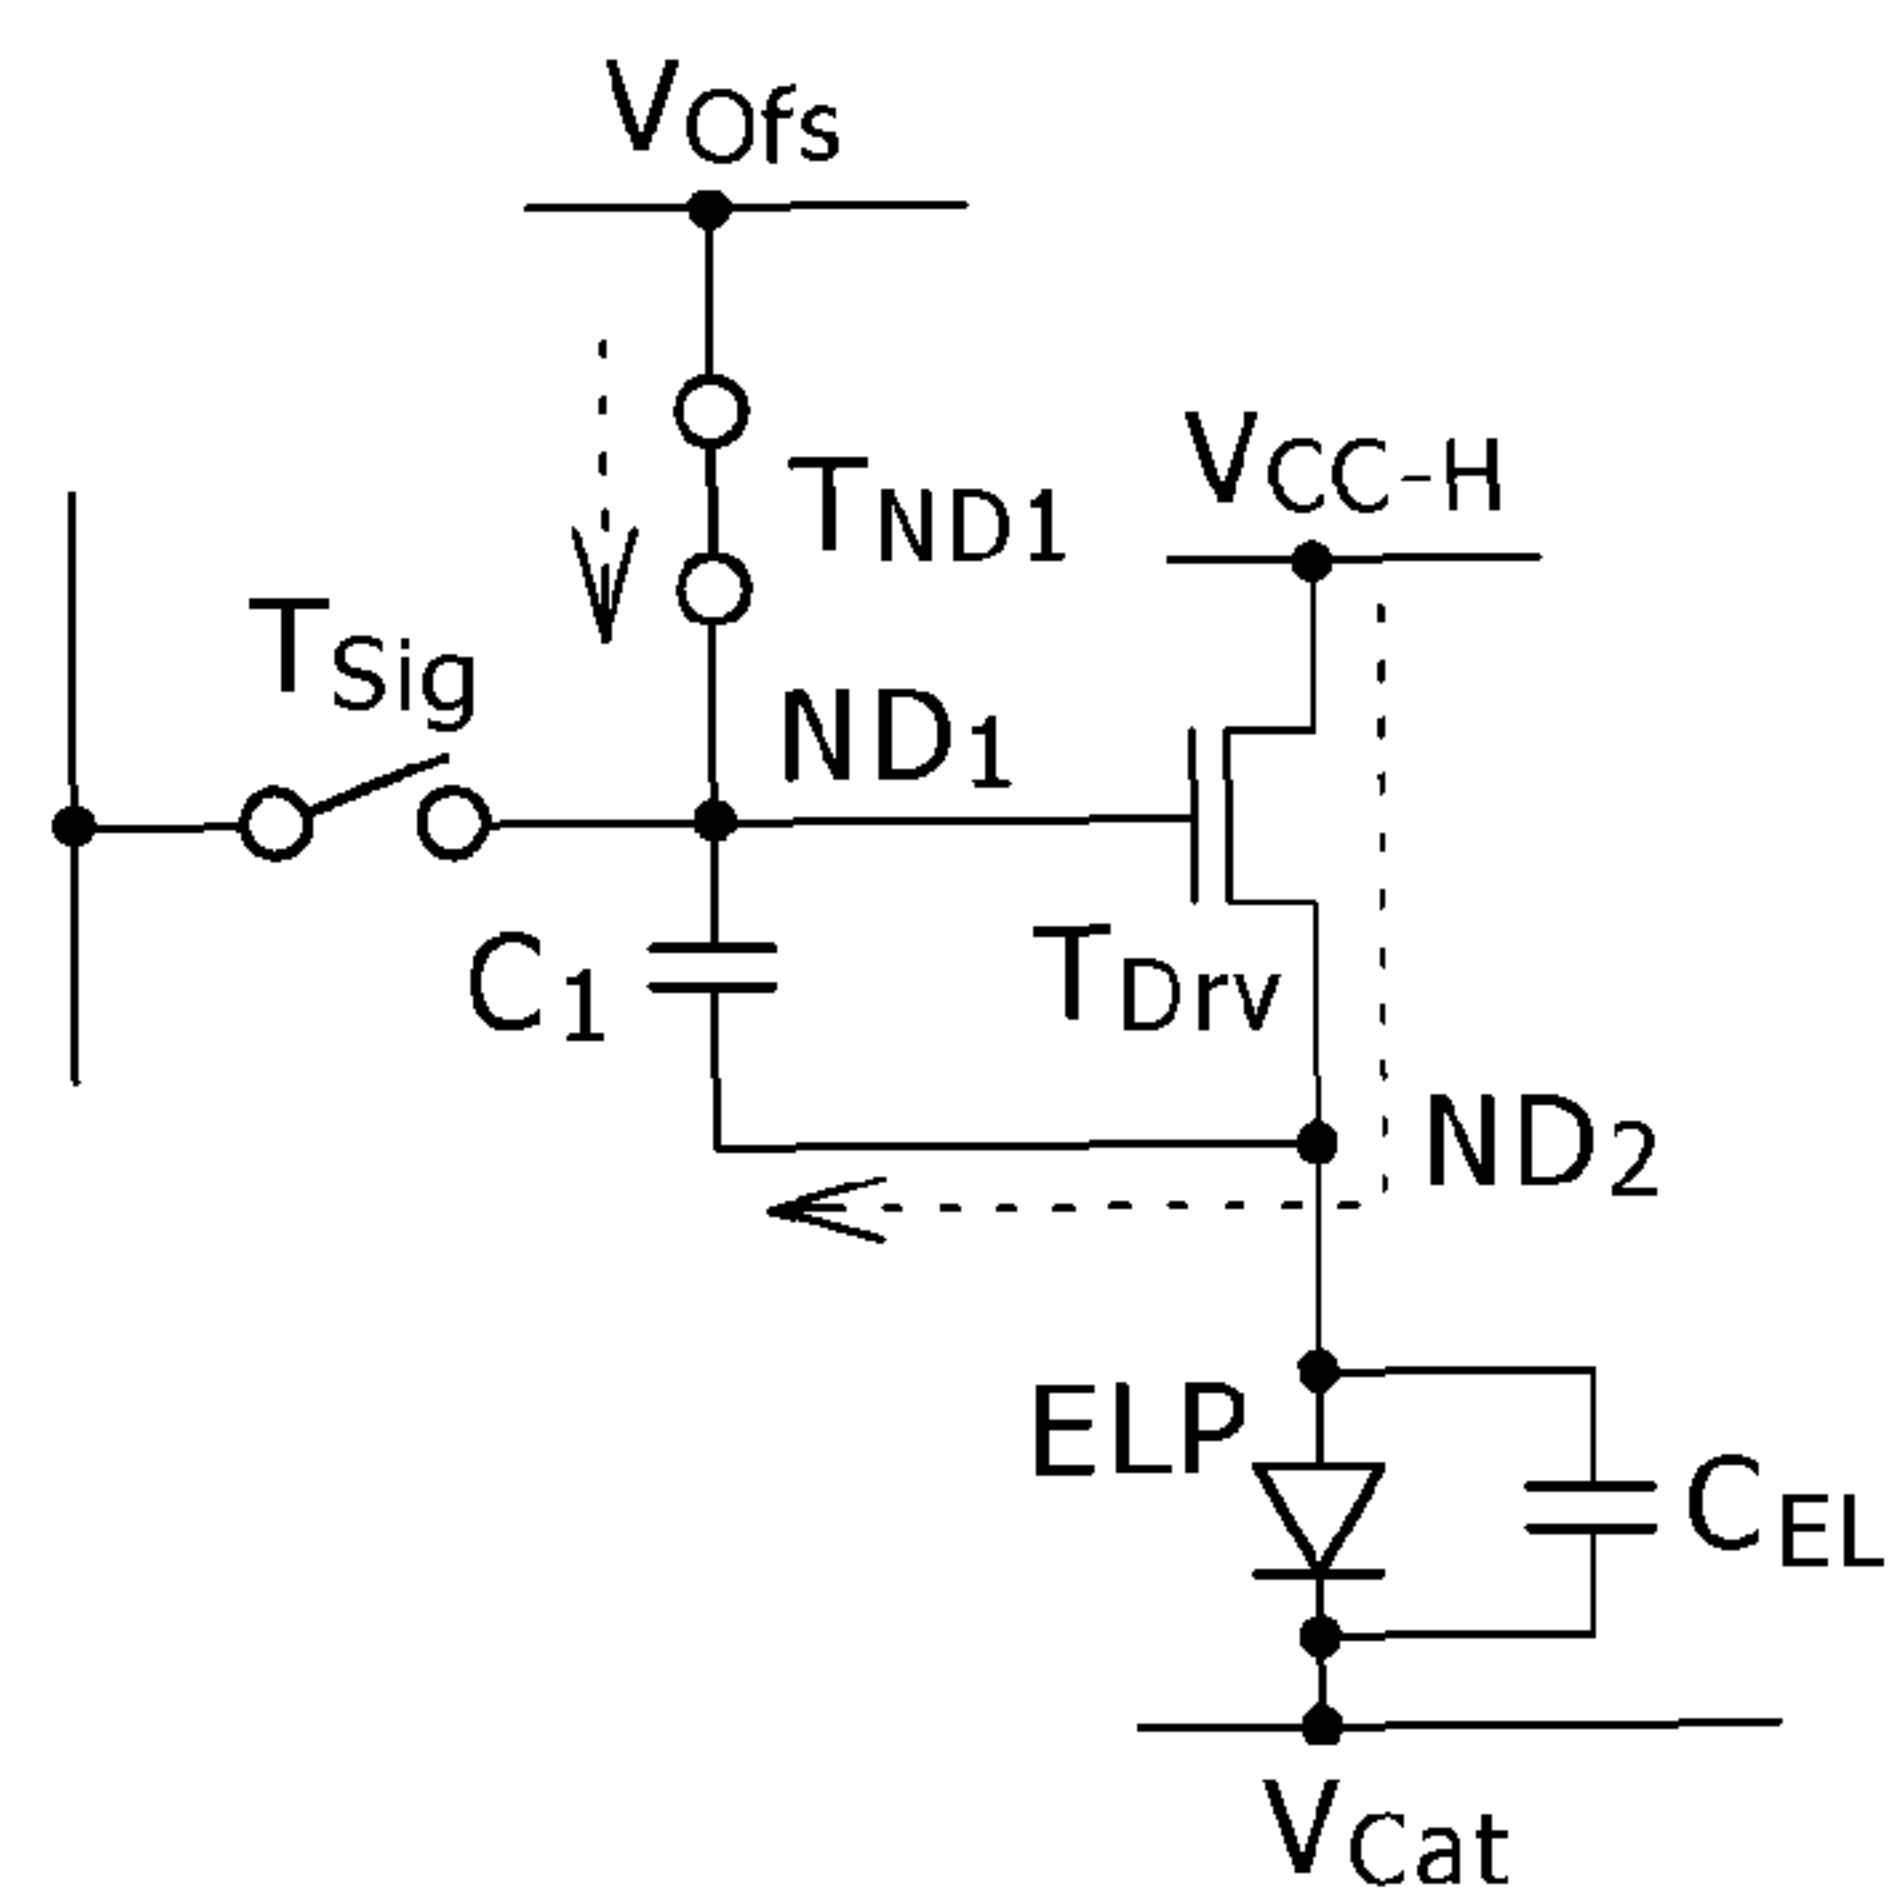 VOfs
TND1
VCC-H
TSig
ND1
C1
TDrv
ND2
ELP
CEL
VCat